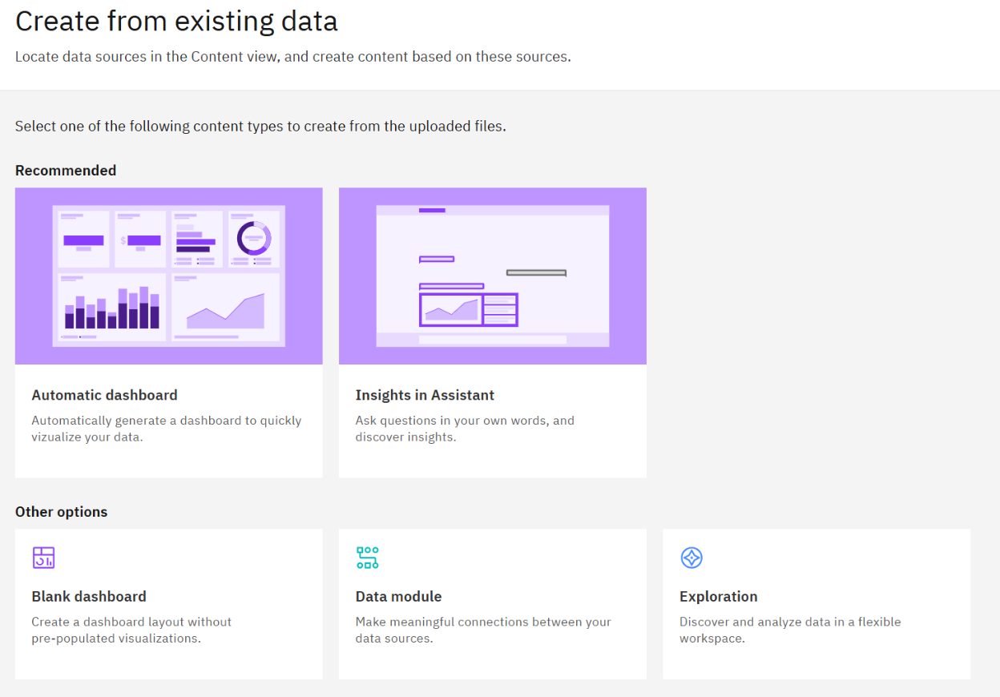 Create from existing data
Locate data sources in the Content view, and create content based on these sources.
Select one of the following content types to create from the uploaded files.
Recommended
$
Automatic dashboard
Automatically generate a dashboard to quickly
vizualize your data.
Insights in Assistant
Ask questions in your own words, and
discover insights.
Other options
Blank dashboard
Create a dashboard layout without
pre-populated visualizations.
Data module
Make meaningful connections between your
data sources.
Exploration
Discover and analyze data in a flexible
workspace.